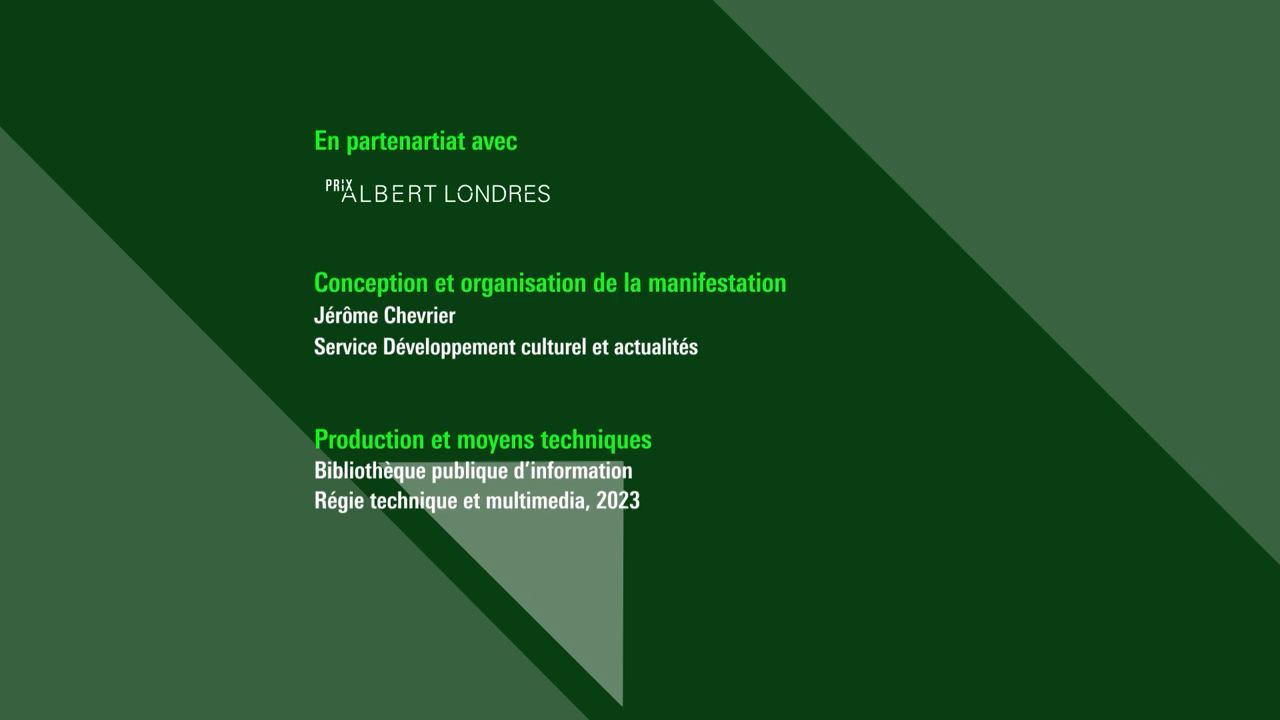 En partenartiat avec
PRIX ALBERT LONDRES
Conception et organisation de la manifestation
Jérôme Chevrier
Service Développement culturel et actualités
Production et moyens techniques
Bibliothèque publique d’information
Régie technique et multimedia, 2023